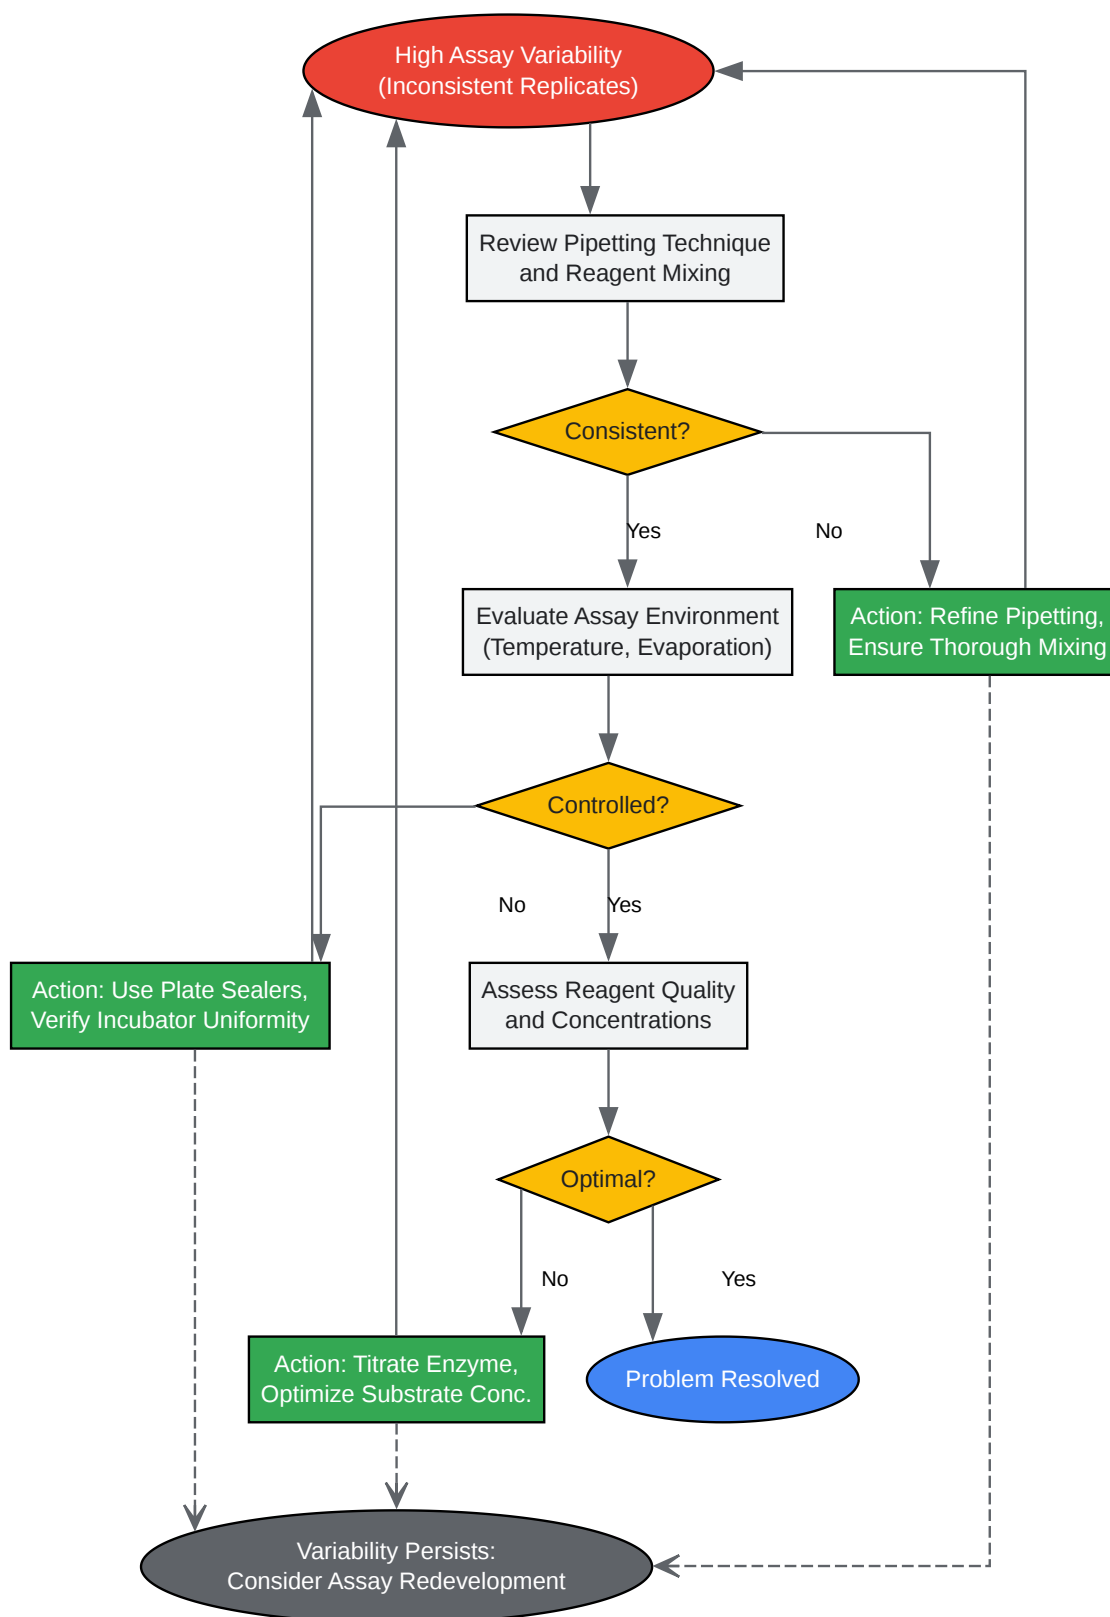 High Assay Variability
(Inconsistent Replicates)
Review Pipetting Technique
and Reagent Mixing
Consistent?
Yes
No
Evaluate Assay Environment
(Temperature, Evaporation)
Action: Refine Pipetting,
Ensure Thorough Mixing
Controlled?
No
Yes
Action: Use Plate Sealers,
Verify Incubator Uniformity
Assess Reagent Quality
and Concentrations
Optimal?
No
Yes
Action: Titrate Enzyme,
Optimize Substrate Conc.
Problem Resolved
Variability Persists:
Consider Assay Redevelopment